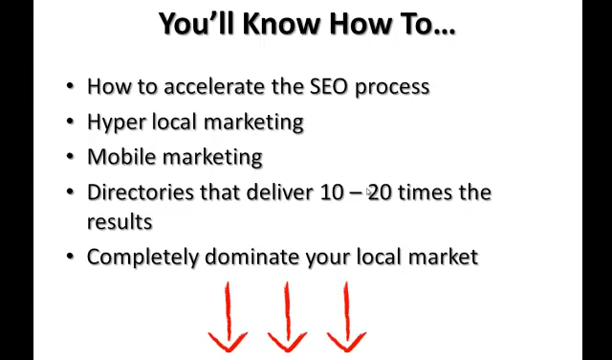 You’ll Know How To…
• How to accelerate the SEO process
• Hyper local marketing
• Mobile marketing
• Directories that deliver 10 – 20 times the
results
• Completely dominate your local market